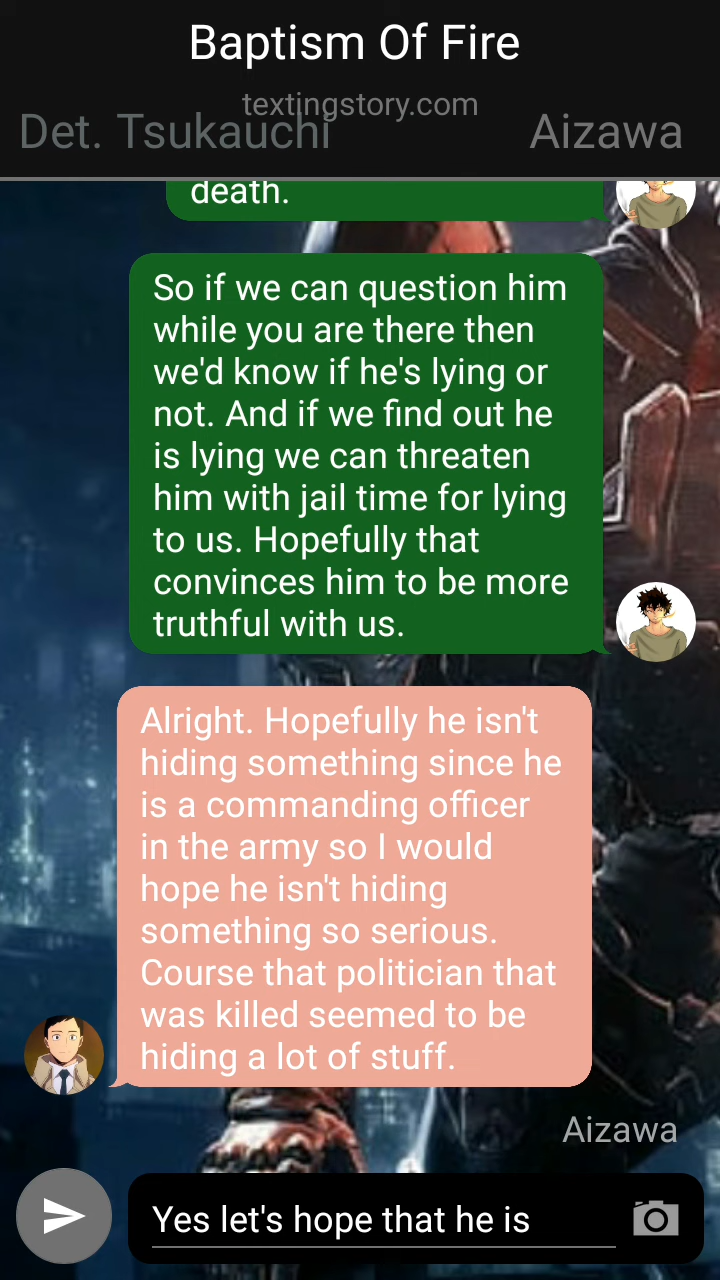 Baptism Of Fire
textingstory.com
Det. Tsukauchi
Aizawa
death.
So if we can question him
while you are there then
we'd know if he's lying or
not. And if we find out he
is lying we can threaten
him with jail time for lying
to us. Hopefully that
convinces him to be more
truthful with us.
Alright. Hopefully he isn't
hiding something since he
is a commanding officer
in the army so I would
hope he isn't hiding
something so serious.
Course that politician that
was killed seemed to be
hiding a lot of stuff.
Aizawa
Yes let's hope that he is